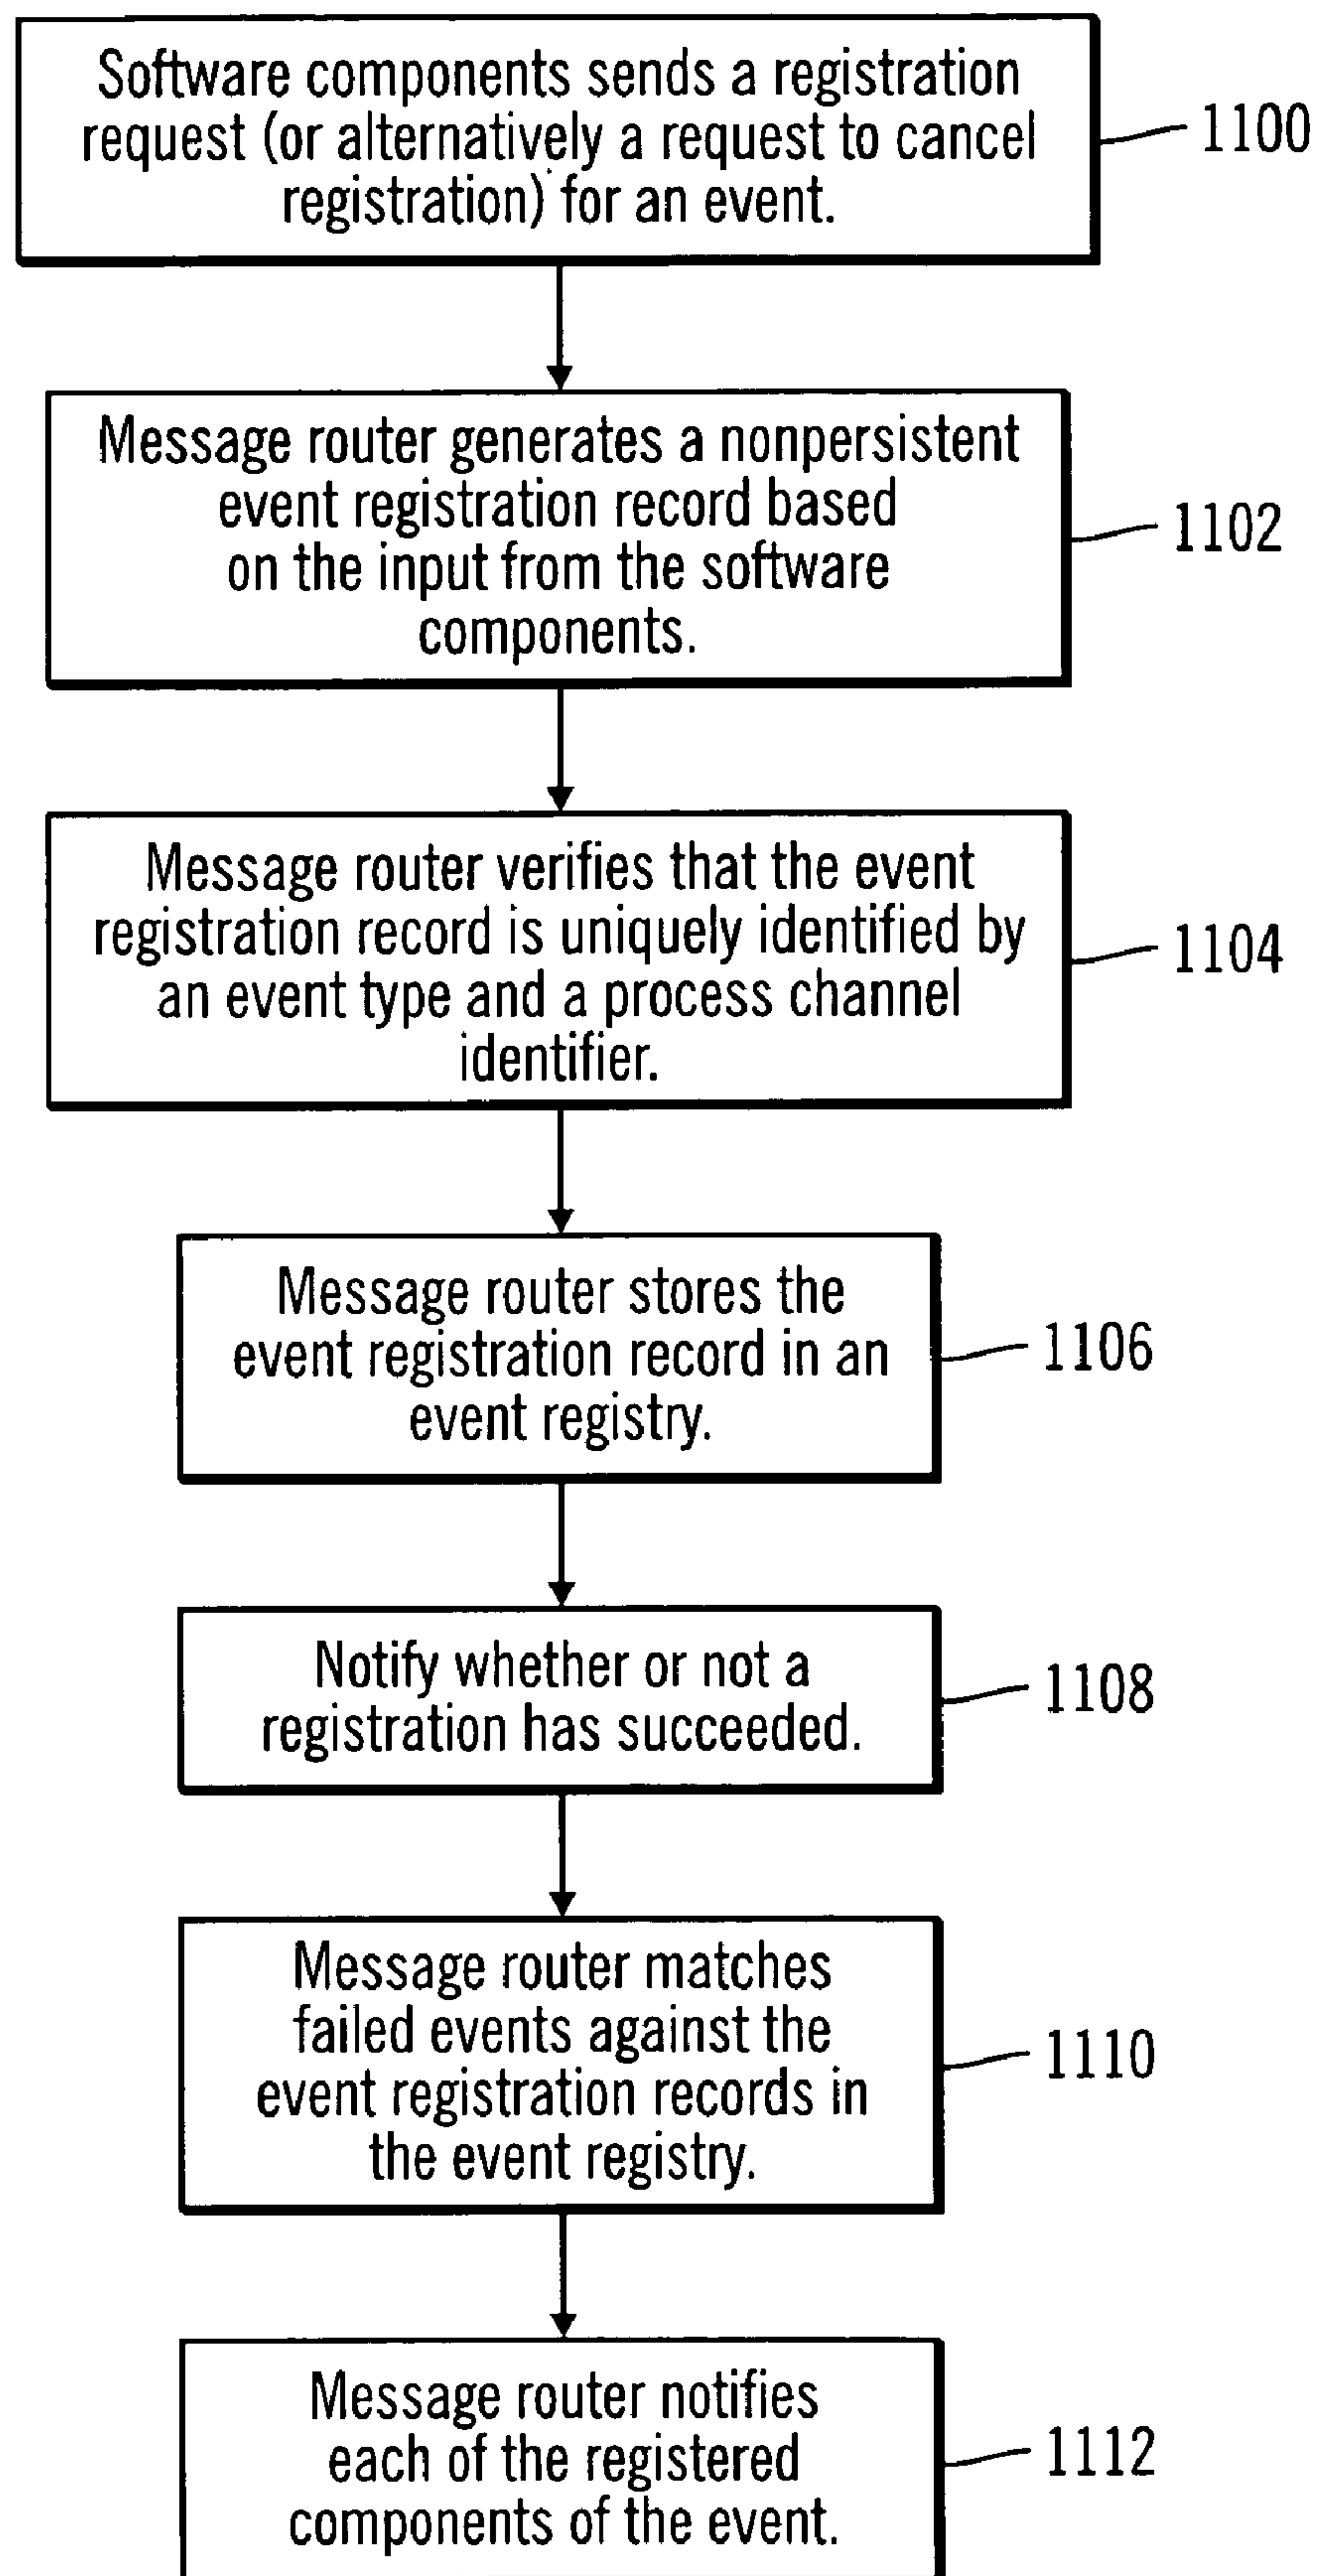 Software components sends a registration
request (or alternatively a request to cancel
registration) for an event.
1100
Message router generates a nonpersistent
event registration record based
on the input from the software
components.
1102
Message router verifies that the event
registration record is uniquely identified by
an event type and a process channel
identifier.
1104
Message router stores the
event registration record in an
event registry.
1106
Notify whether or not a
registration has succeeded.
1108
Message router matches
failed events against the
event registration records in
the event registry.
1110
Message router notifies
each of the registered
components of the event.
1112